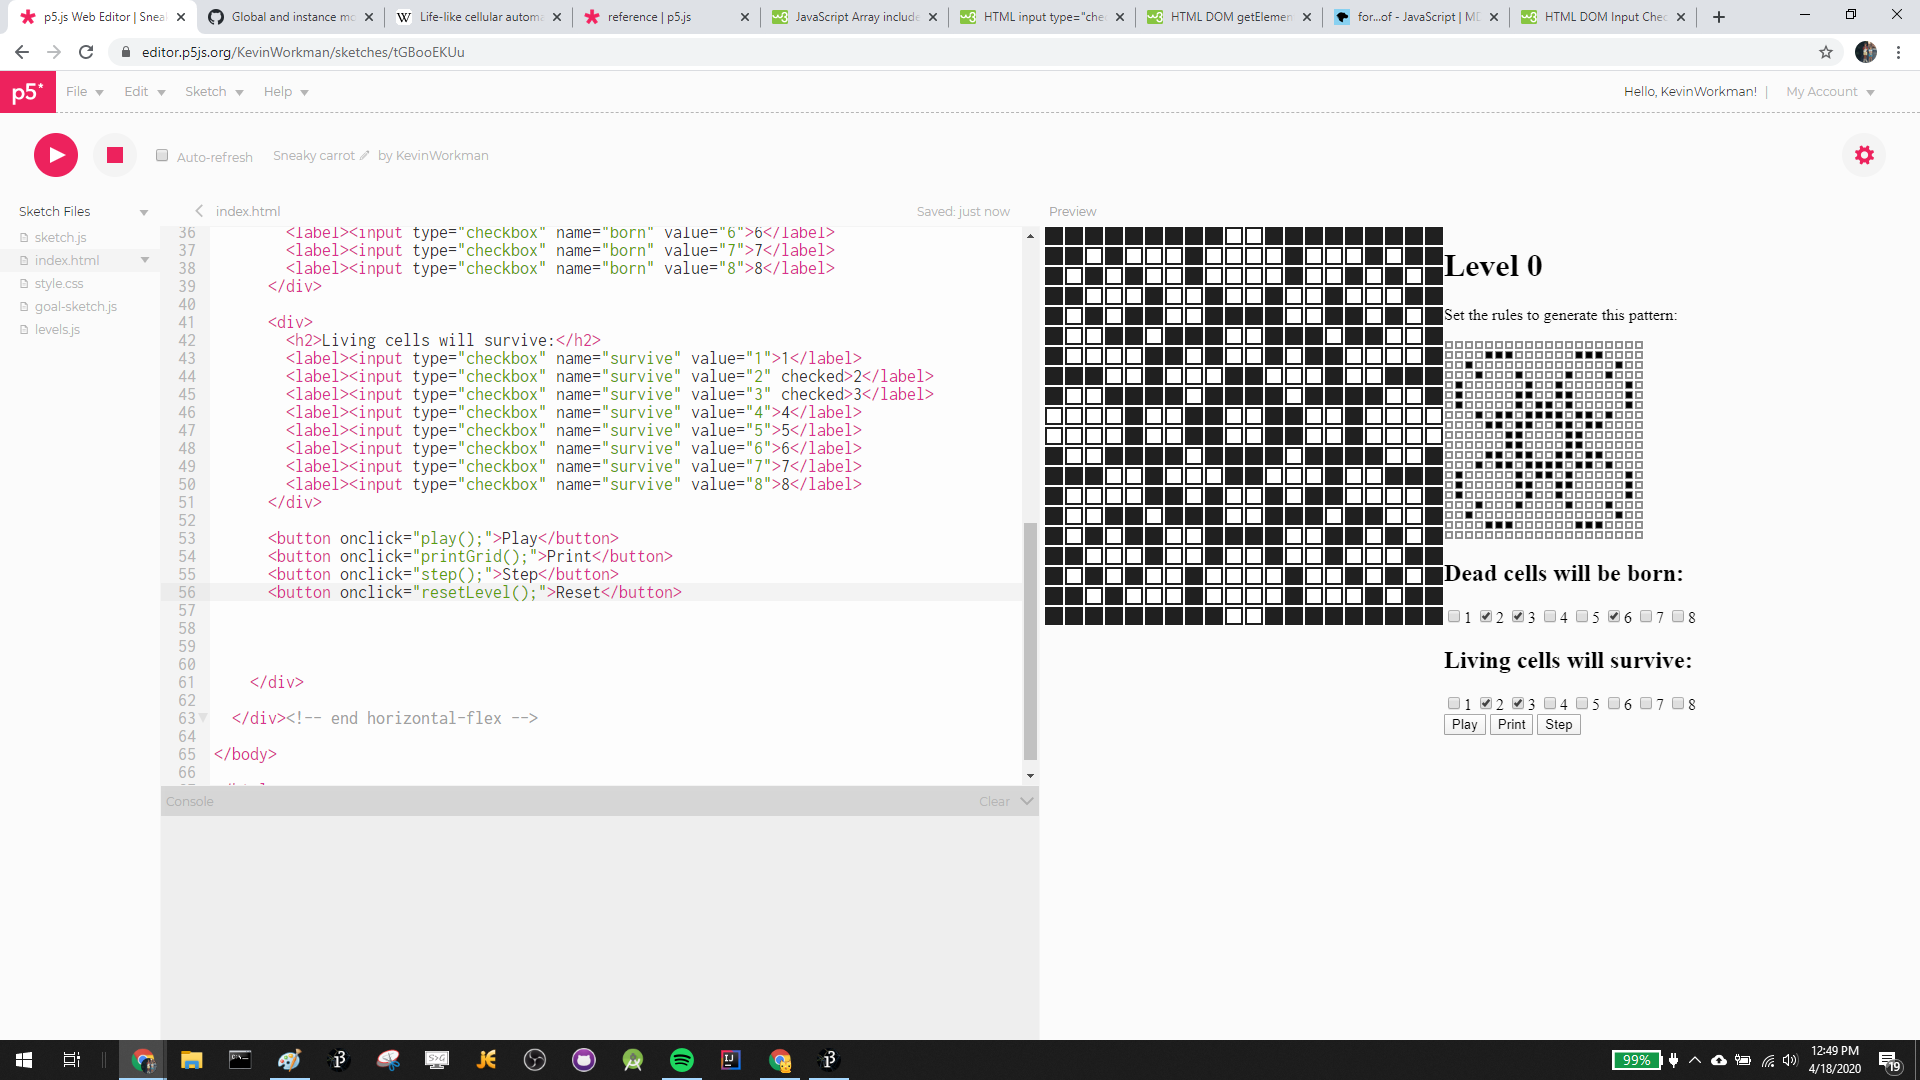 p5.js Web Editor | Sneak
Global and instance mo
Life-like cellular automa
reference | p5.js
JavaScript Array include
HTML input type="che
HTML DOM getElemen
for...of - JavaScript | MD
HTML DOM Input Chec
editor.p5js.org/KevinWorkman/sketches/tGBooEKUu
p5*
File
Edit
Sketch
Help
Hello, KevinWorkman!
|
My Account
Auto-refresh
Sneaky carrot
by KevinWorkman
Sketch Files
sketch.js
index.html
style.css
goal-sketch.js
levels.js
index.html
Saved: just now
36 <label><input type="checkbox" name="born" value="6">6</label>
37 <label><input type="checkbox" name="born" value="7">7</label>
38 <label><input type="checkbox" name="born" value="8">8</label>
39 </div>
40
41 <div>
42 <h2>Living cells will survive:</h2>
43 <label><input type="checkbox" name="survive" value="1">1</label>
44 <label><input type="checkbox" name="survive" value="2" checked>2</label>
45 <label><input type="checkbox" name="survive" value="3" checked>3</label>
46 <label><input type="checkbox" name="survive" value="4">4</label>
47 <label><input type="checkbox" name="survive" value="5">5</label>
48 <label><input type="checkbox" name="survive" value="6">6</label>
49 <label><input type="checkbox" name="survive" value="7">7</label>
50 <label><input type="checkbox" name="survive" value="8">8</label>
51 </div>
52
53 <button onclick="play();">Play</button>
54 <button onclick="printGrid();">Print</button>
55 <button onclick="step();">Step</button>
56 <button onclick="resetLevel();">Reset</button>
57
58
59
60
61 </div>
62
63 </div><!-- end horizontal-flex -->
64
65 </body>
66
Console
Clear
Preview
Level 0
Set the rules to generate this pattern:
Dead cells will be born:
1 2 3 4 5 6 7 8
Living cells will survive:
1 2 3 4 5 6 7 8
Play Print Step
99%
12:49 PM
4/18/2020
19